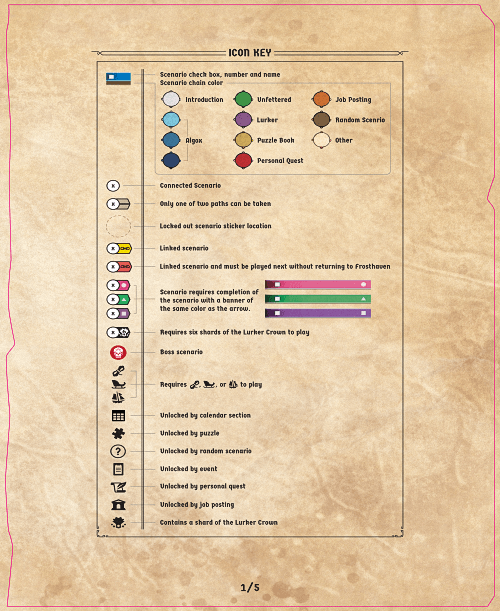 ICON KEY
Scenario check box, number and name
Scenario chain color
Introduction
Unfettered
Job Posting
Lurker
Random Scenrio
Algox
Puzzle Book
Other
Personal Quest
Connected Scenario
Only one of two paths can be taken
Locked out scenario sticker location
Linked scenario
Linked scenario and must be played next without returning to Frosthaven
Scenario requires completion of
the scenario with a banner of
the same color as the arrow.
Requires six shards of the Lurker Crown to play
Boss scenario
Requires , , or to play
Unlocked by calendar section
Unlocked by puzzle
Unlocked by random scenario
Unlocked by event
Unlocked by personal quest
Unlocked by job posting
Contains a shard of the Lurker Crown
1/5